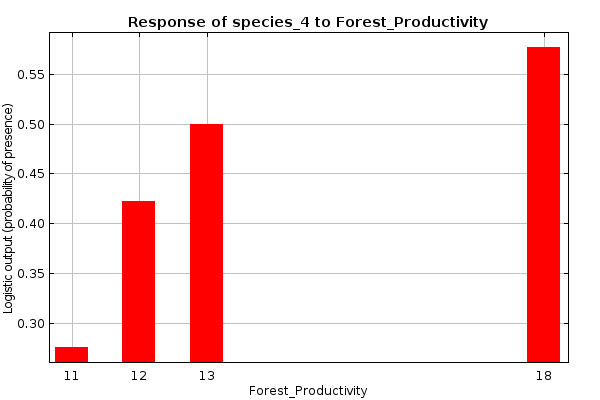 Response of species_4 to Forest_Productivity
Logistic output (probability of presence)
0.55
0.50
0.45
0.40
0.35
0.30
11 12 13 18
Forest_Productivity